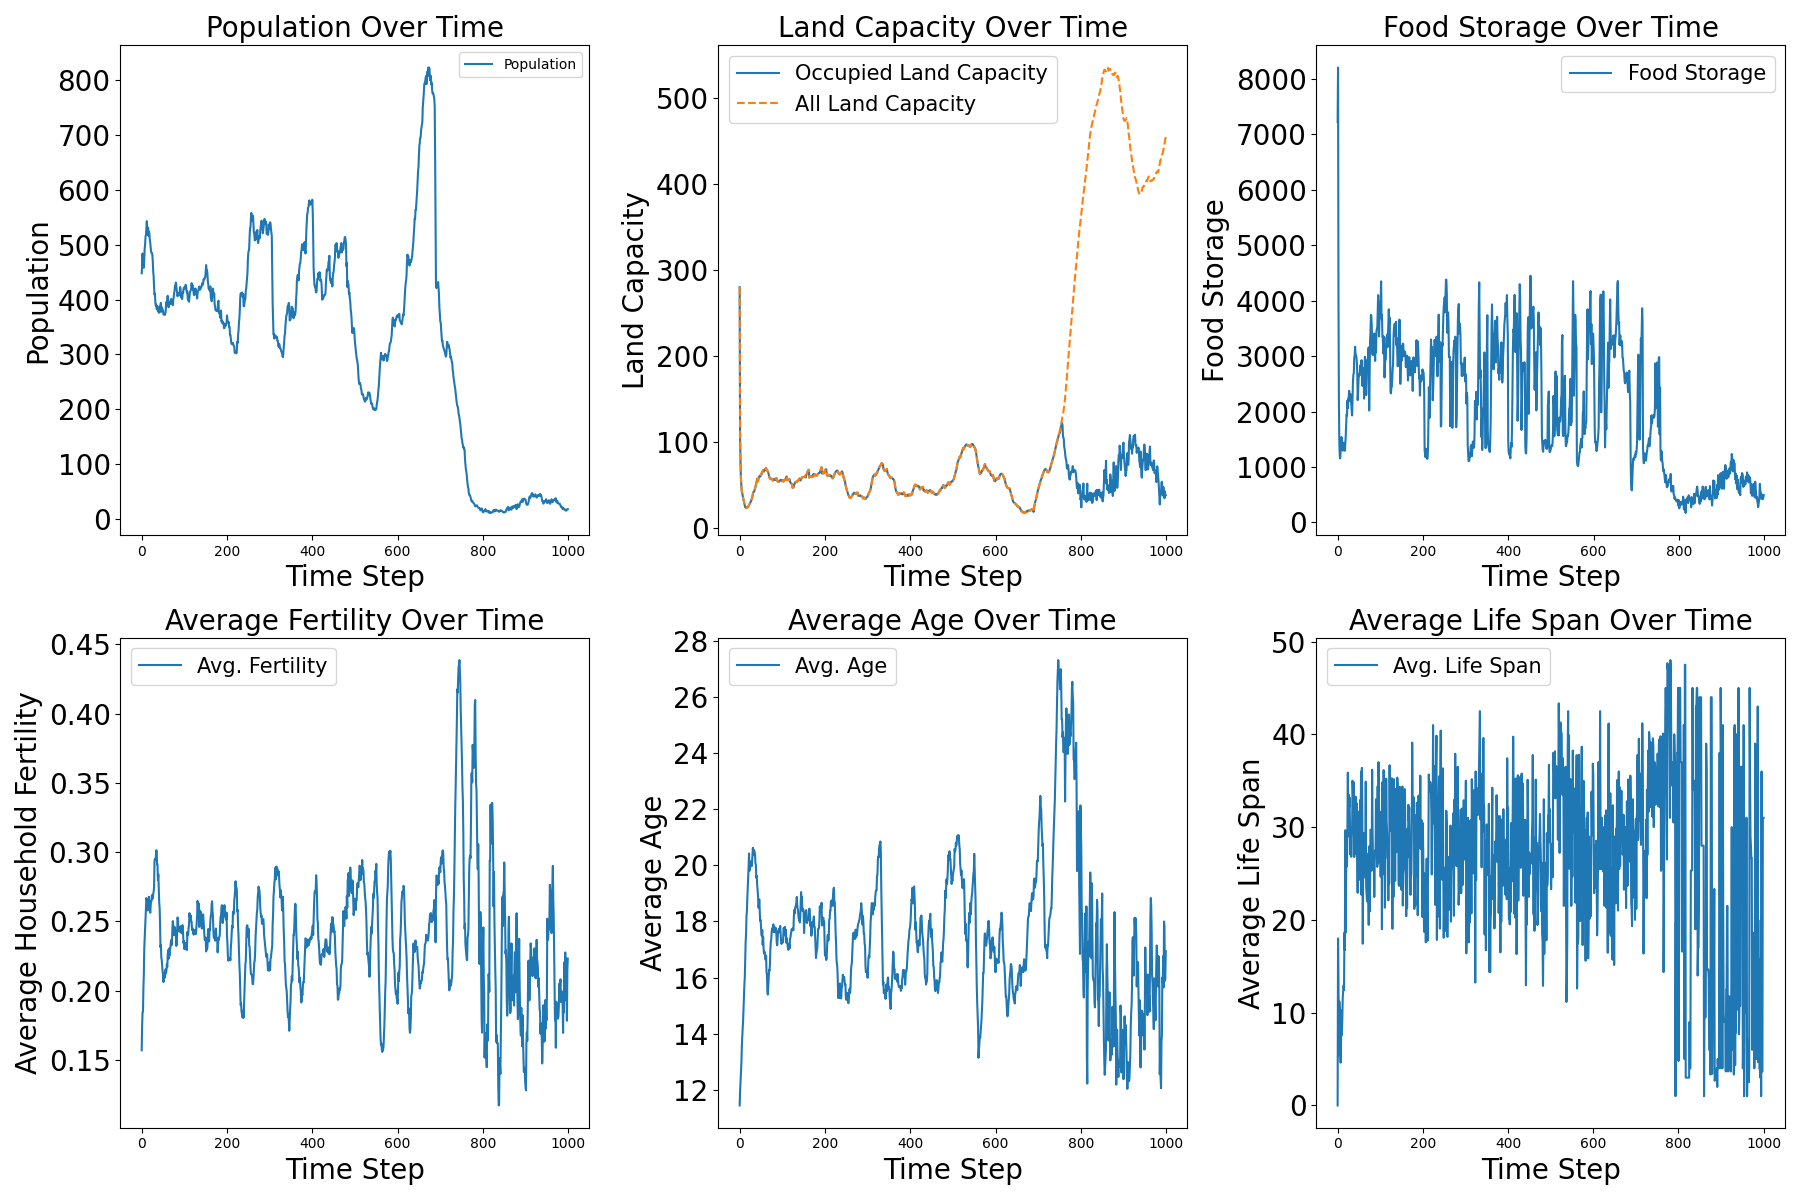 Population Over Time
Population
800
700
600
500
400
300
200
100
0
Population
0 200 400 600 800 1000
Time Step
Land Capacity Over Time
Occupied Land Capacity
All Land Capacity
500
400
300
200
100
0
Land Capacity
0 200 400 600 800 1000
Time Step
Food Storage Over Time
Food Storage
8000
7000
6000
5000
4000
3000
2000
1000
0
Food Storage
0 200 400 600 800 1000
Time Step
Average Fertility Over Time
Avg. Fertility
0.45
0.40
0.35
0.30
0.25
0.20
0.15
Average Household Fertility
0 200 400 600 800 1000
Time Step
Average Age Over Time
Avg. Age
28
26
24
22
20
18
16
14
12
Average Age
0 200 400 600 800 1000
Time Step
Average Life Span Over Time
Avg. Life Span
50
40
30
20
10
0
Average Life Span
0 200 400 600 800 1000
Time Step